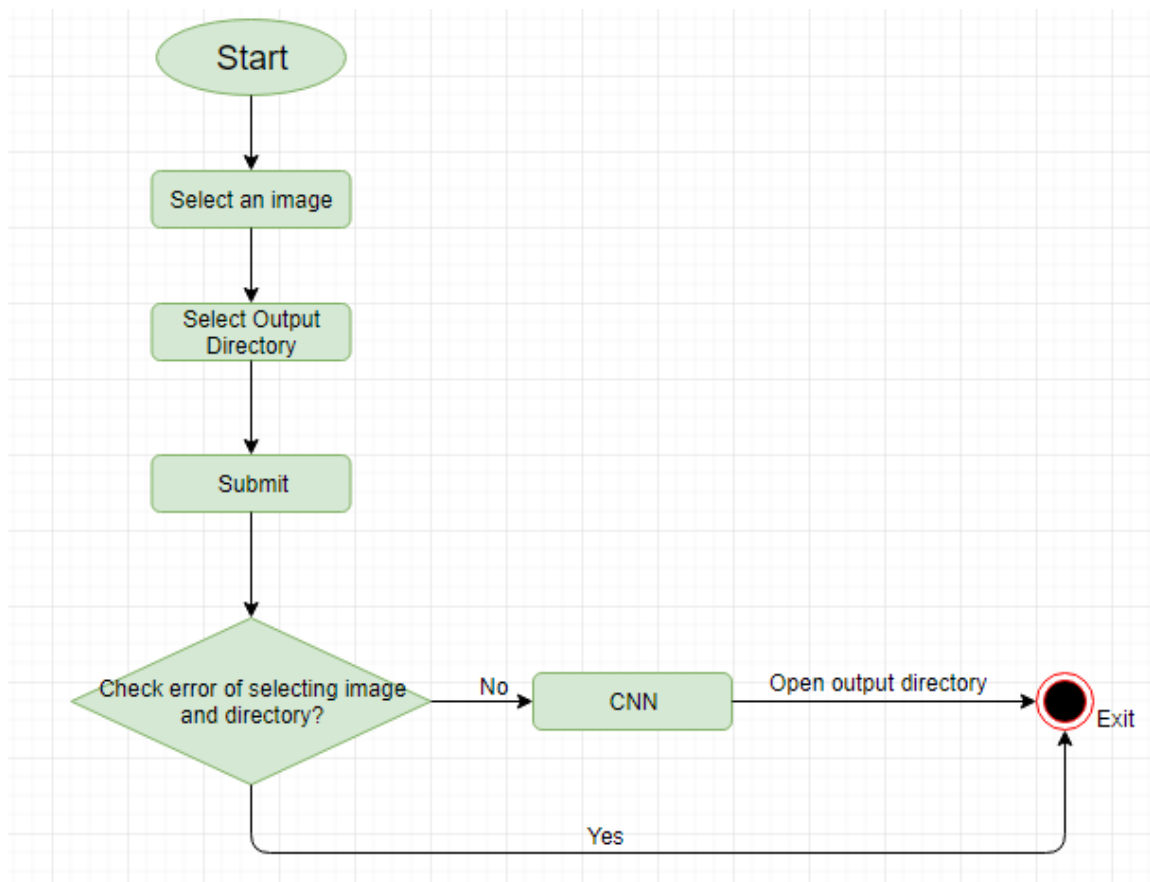 Start
Select an image
Select Output
Directory
Submit
Check error of selecting image
and directory?
No
CNN
Open output directory
Exit
Yes